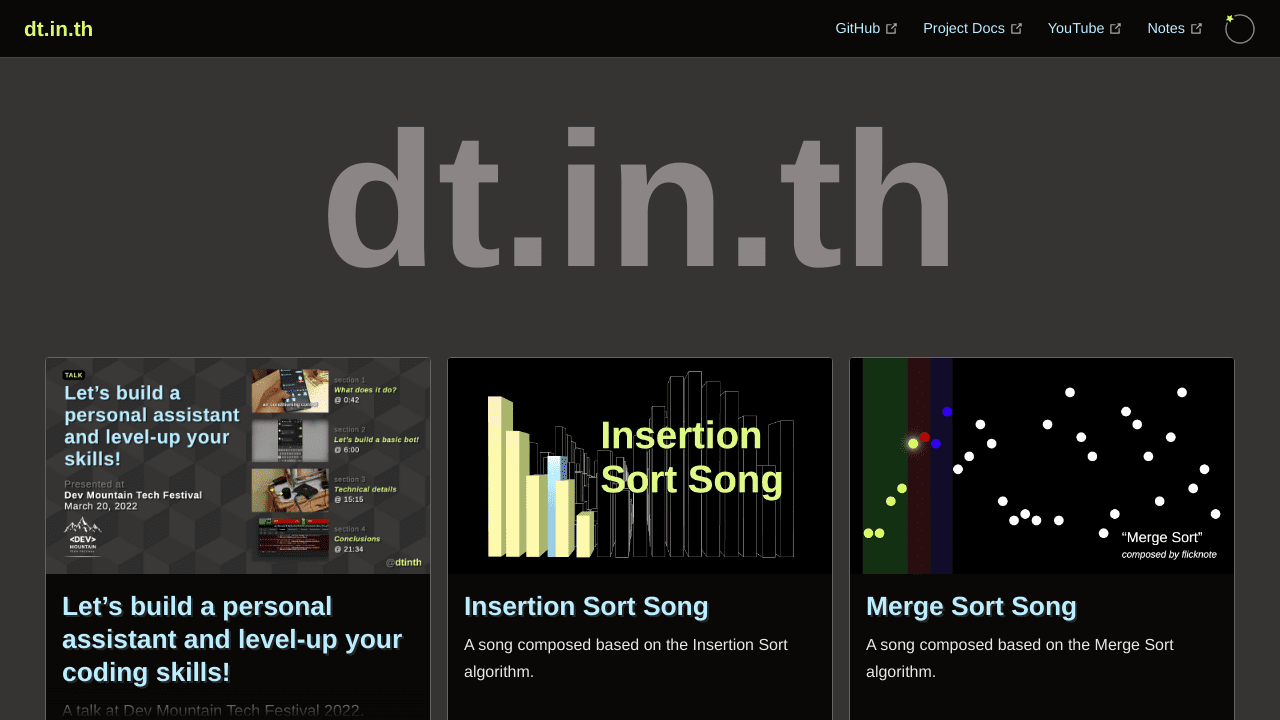 dt.in.th
GitHub
Project Docs
YouTube
Notes
dt.in.th
TALK
Let’s build a
personal assistant
and level-up your
skills!
Presented at
Dev Mountain Tech Festival
March 20, 2022
<DEV>
MOUNTAIN
section 1
What does it do?
@ 0:42
section 2
Let's build a basic bot!
@ 6:00
section 3
Technical details
@ 15:15
section 4
Conclusions
@ 21:34
@dtinth
Insertion
Sort Song
“Merge Sort”
composed by flicknote
Let’s build a personal
assistant and level-up your
coding skills!
A talk at Dev Mountain Tech Festival 2022.
Insertion Sort Song
A song composed based on the Insertion Sort
algorithm.
Merge Sort Song
A song composed based on the Merge Sort
algorithm.